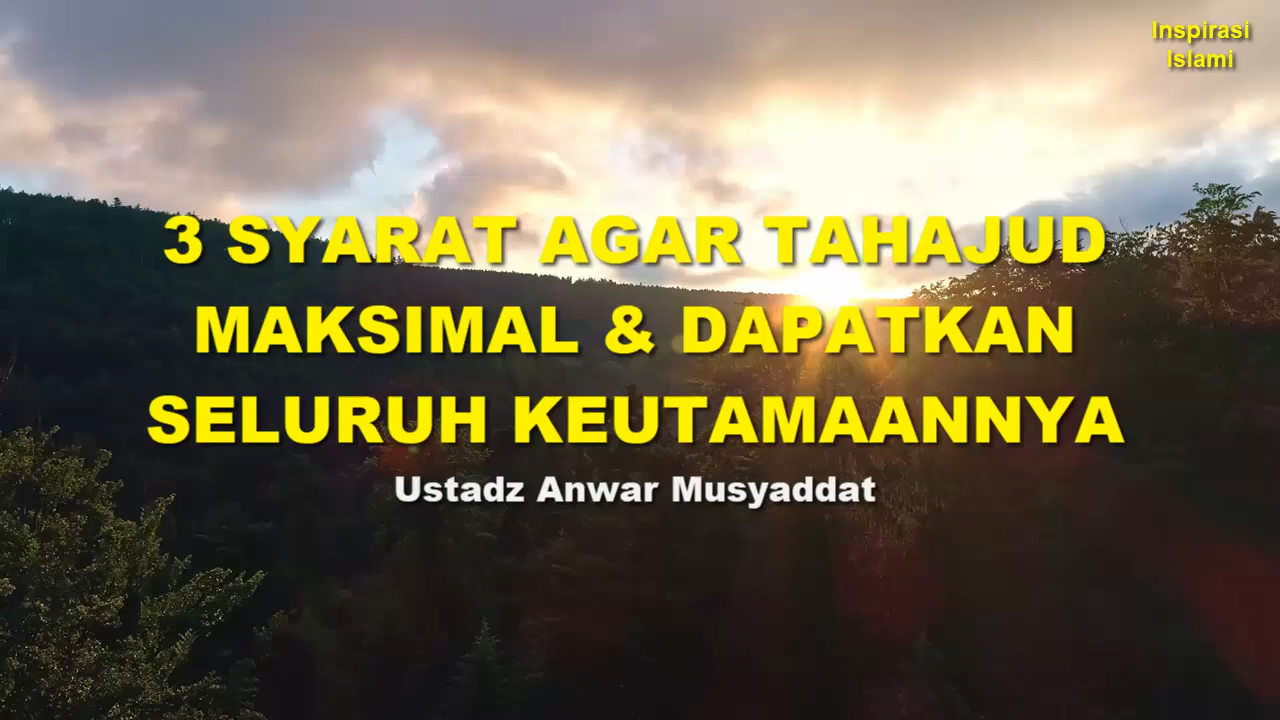 Inspirasi
Islami
3 SYARAT AGAR TAHAJUD
MAKSIMAL & DAPATKAN
SELURUH KEUTAMAANNYA
Ustadz Anwar Musyaddat